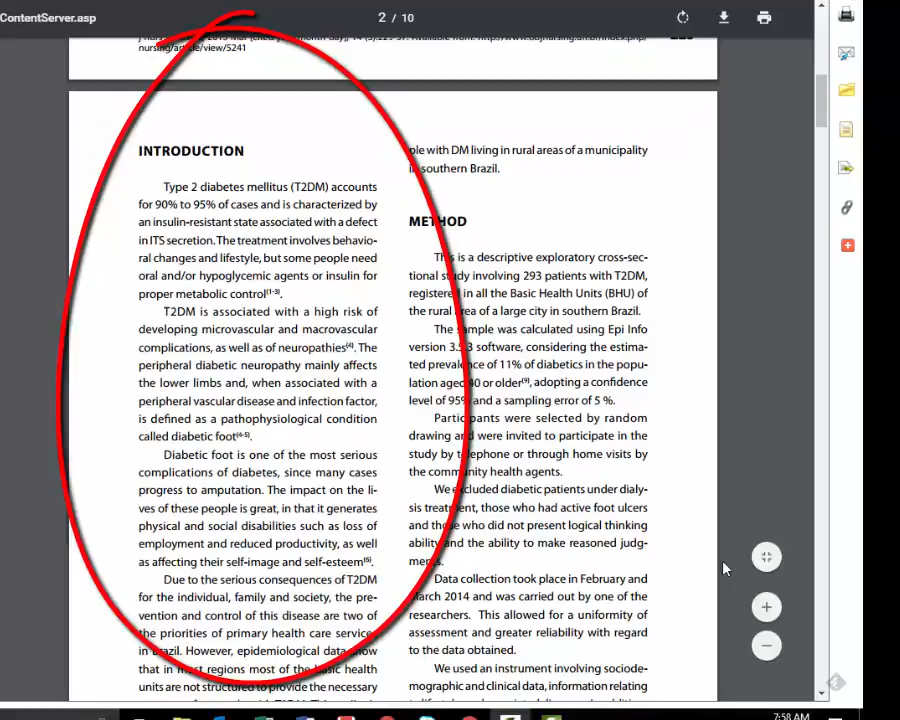 ContentServer.asp
2 / 10
nursing/article/view/5241
INTRODUCTION
Type 2 diabetes mellitus (T2DM) accounts
for 90% to 95% of cases and is characterized by
an insulin-resistant state associated with a defect
in ITS secretion. The treatment involves behavio-
ral changes and lifestyle, but some people need
oral and/or hypoglycemic agents or insulin for
proper metabolic control(1-3).
T2DM is associated with a high risk of
developing microvascular and macrovascular
complications, as well as of neuropathies(4). The
peripheral diabetic neuropathy mainly affects
the lower limbs and, when associated with a
peripheral vascular disease and infection factor,
is defined as a pathophysiological condition
called diabetic foot(4-5).
Diabetic foot is one of the most serious
complications of diabetes, since many cases
progress to amputation. The impact on the li-
ves of these people is great, in that it generates
physical and social disabilities such as loss of
employment and reduced productivity, as well
as affecting their self-image and self-esteem(6).
Due to the serious consequences of T2DM
for the individual, family and society, the pre-
vention and control of this disease are two of
the priorities of primary health care services
in Brazil. However, epidemiological data show
that in most regions most of the basic health
units are not structured to provide the necessary
ple with DM living in rural areas of a municipality
in southern Brazil.
METHOD
This is a descriptive exploratory cross-sec-
tional study involving 293 patients with T2DM,
registered in all the Basic Health Units (BHU) of
the rural area of a large city in southern Brazil.
The sample was calculated using Epi Info
version 3.5.3 software, considering the estima-
ted prevalence of 11% of diabetics in the popu-
lation aged 40 or older(9), adopting a confidence
level of 95% and a sampling error of 5 %.
Participants were selected by random
drawing and were invited to participate in the
study by telephone or through home visits by
the community health agents.
We excluded diabetic patients under dialy-
sis treatment, those who had active foot ulcers
and those who did not present logical thinking
ability and the ability to make reasoned judg-
ments.
Data collection took place in February and
March 2014 and was carried out by one of the
researchers. This allowed for a uniformity of
assessment and greater reliability with regard
to the data obtained.
We used an instrument involving sociode-
mographic and clinical data, information relating
7:58 AM